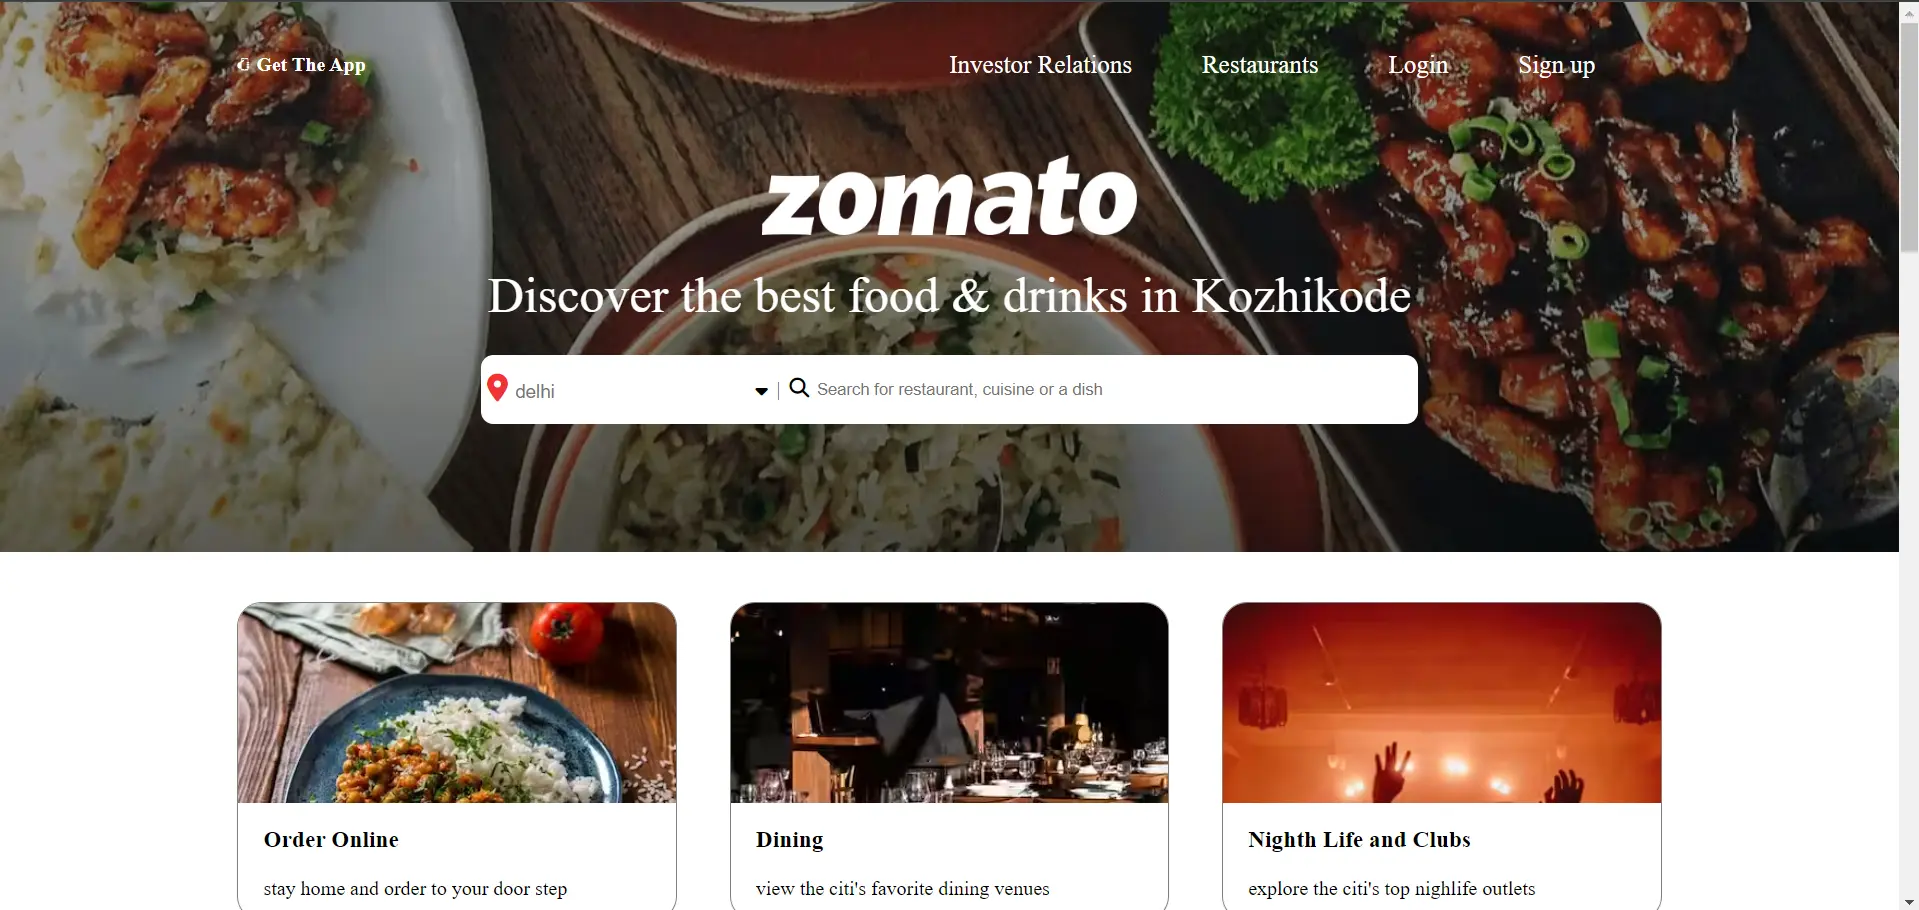 Get The App
Investor Relations
Restaurants
Login
Sign up
zomato
Discover the best food & drinks in Kozhikode
delhi
Search for restaurant, cuisine or a dish
Order Online
stay home and order to your door step
Dining
view the citi's favorite dining venues
Nighth Life and Clubs
explore the citi's top nighlife outlets